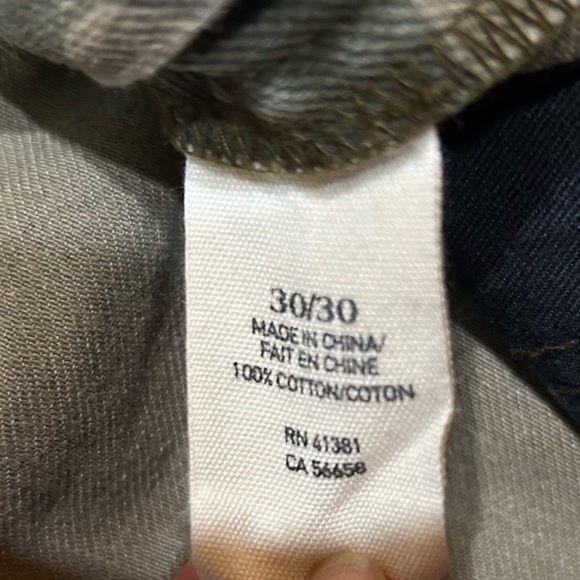 30/30
MADE IN CHINA/
FAIT EN CHINE
100% COTTON/COTON
RN 41381
CA 56658